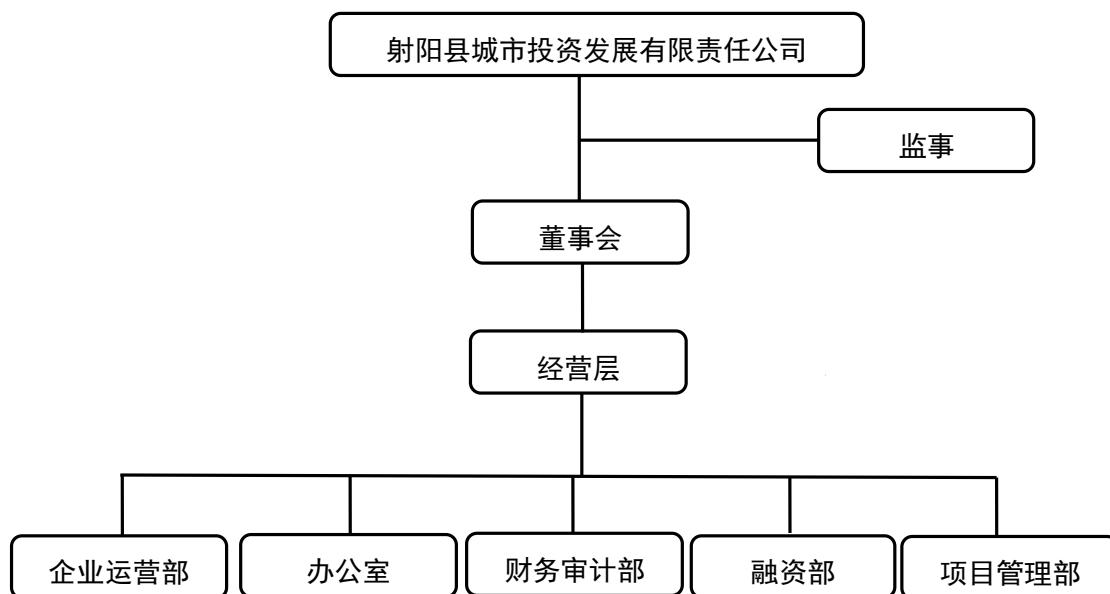 射阳县城市投资发展有限责任公司
监事
董事会
经营层
企业运营部
办公室
财务审计部
融资部
项目管理部